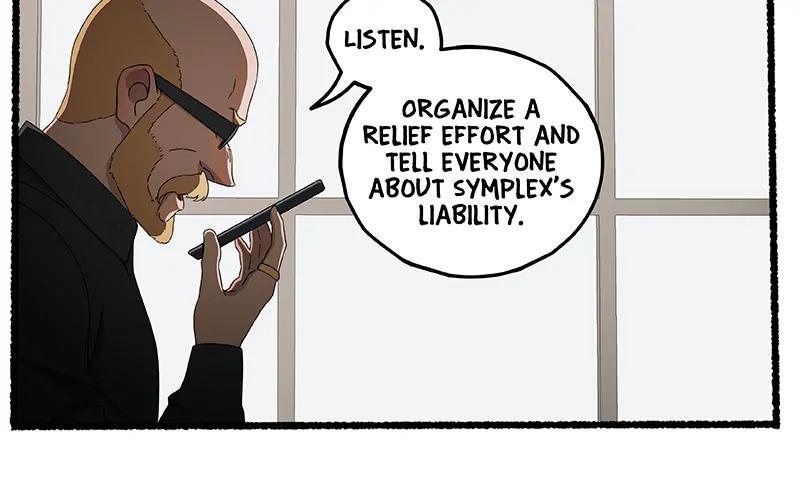 LISTEN.
ORGANIZE A
RELIEF EFFORT AND
TELL EVERYONE
ABOUT SYMPLEX'S
LIABILITY.